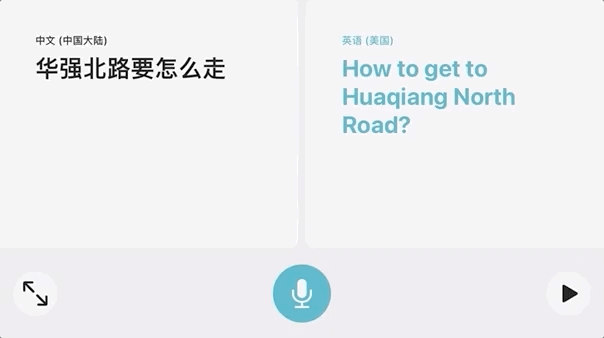 中文 (中国大陆)
华强北路要怎么走
英语 (美国)
How to get to
Huaqiang North
Road?